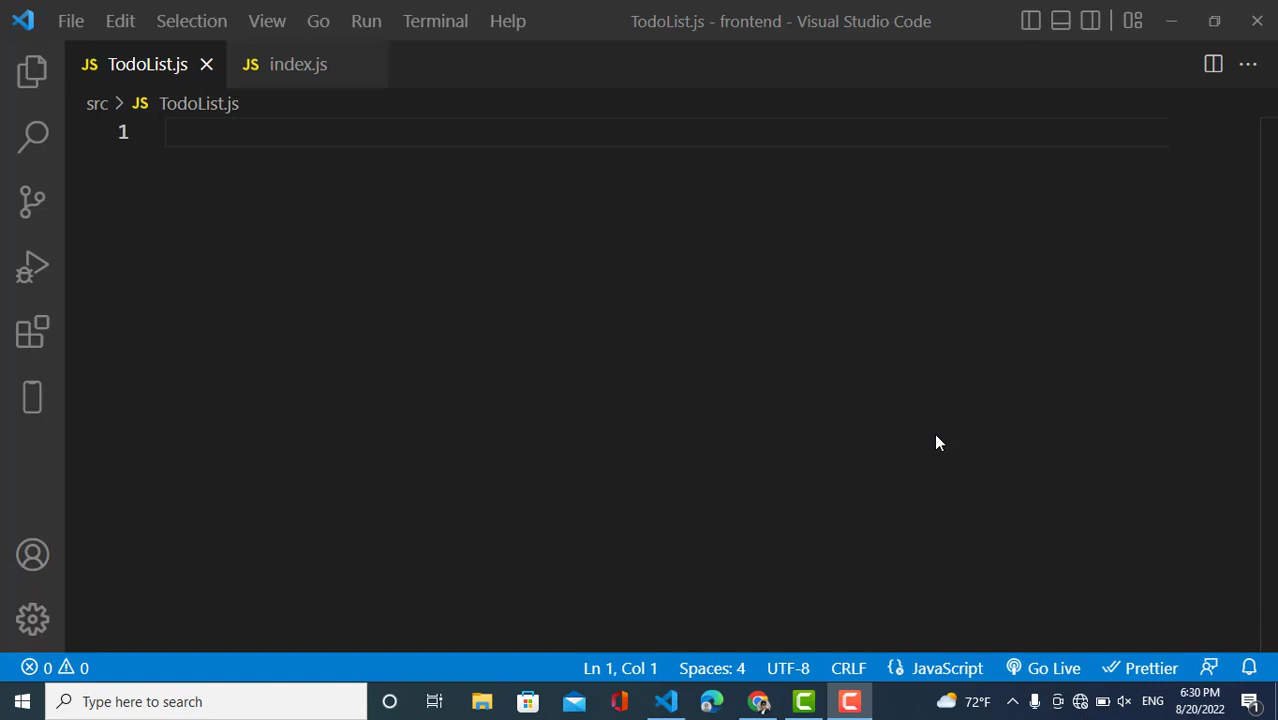 File Edit Selection View Go Run Terminal Help TodoList.js - frontend - Visual Studio Code
JS TodoList.js JS index.js
src JS TodoList.js
1
0 0 Ln 1, Col 1 Spaces: 4 UTF-8 CRLF JavaScript Go Live Prettier
Type here to search 72°F ENG 6:30 PM
8/20/2022 1